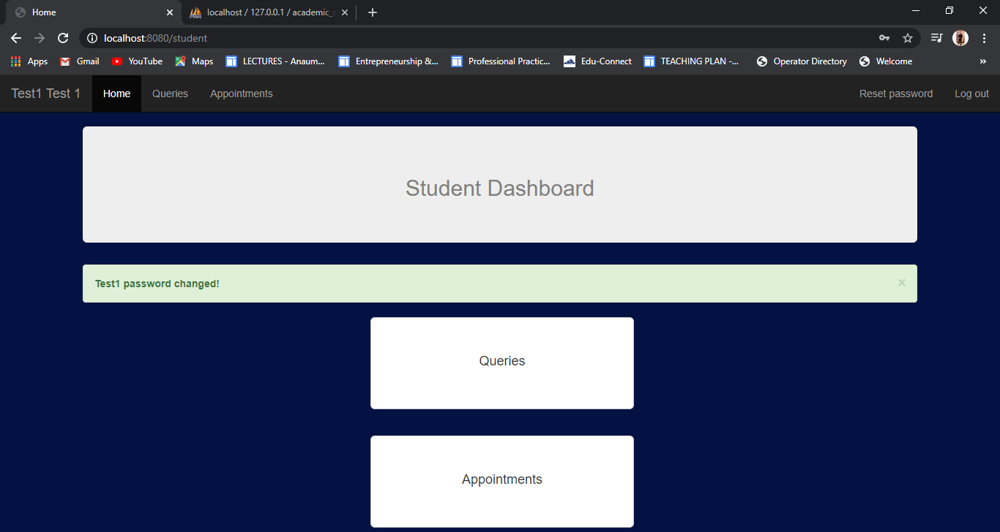 Home
localhost / 127.0.0.1 / academic_s
localhost:8080/student
Apps Gmail YouTube Maps LECTURES - Anaum... Entrepreneurship &... Professional Practic... Edu-Connect TEACHING PLAN -... Operator Directory Welcome »
Test1 Test 1 Home Queries Appointments Reset password Log out
Student Dashboard
Test1 password changed! ×
Queries
Appointments